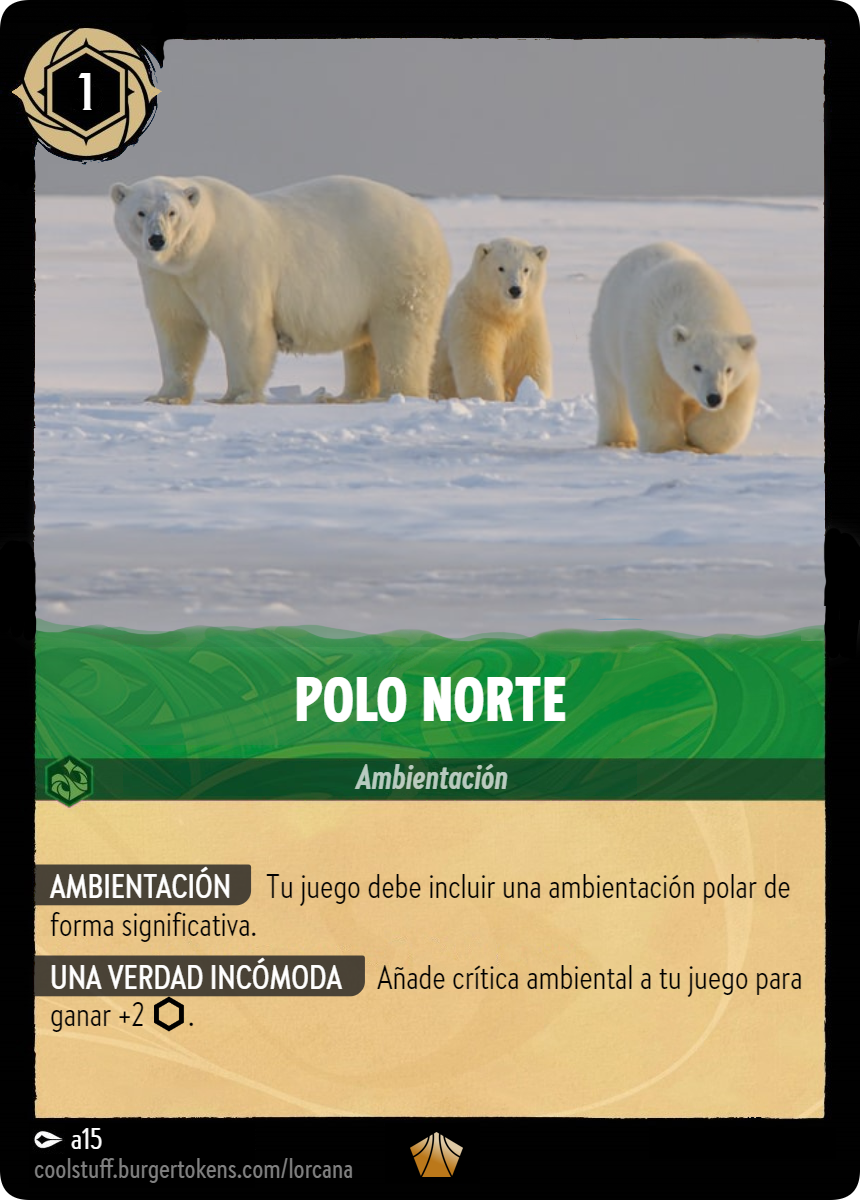 1
POLO NORTE
Ambientación
AMBIENTACIÓN Tu juego debe incluir una ambientación polar de
forma significativa.
UNA VERDAD INCÓMODA Añade crítica ambiental a tu juego para
ganar +2 ⬡.
a15
coolstuff.burgertokens.com/lorcana